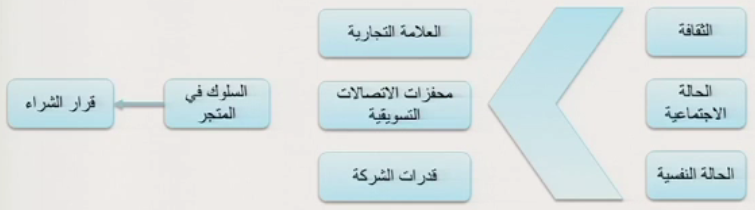 الثقافة
الحالة
الاجتماعية
الحالة النفسية
العلامة التجارية
محفزات الاتصالات
التسويقية
قدرات الشركة
السلوك في
المتجر
قرار الشراء